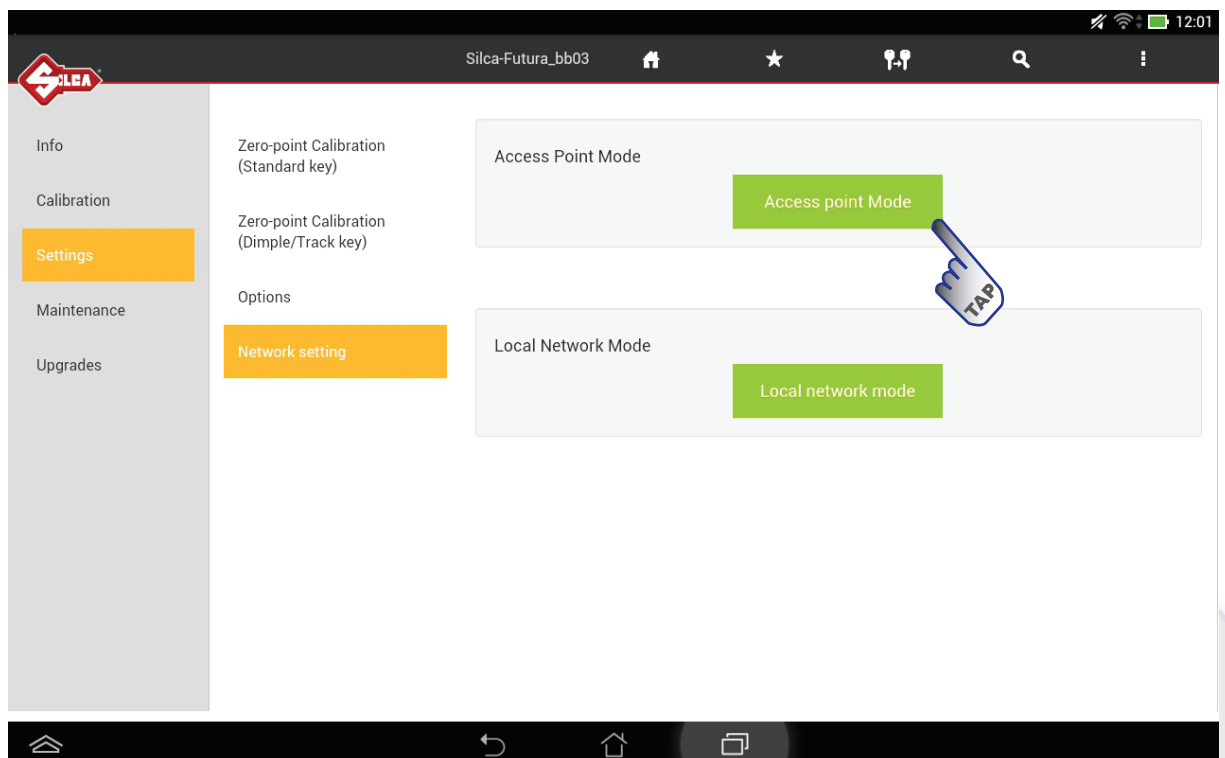 12:01
SILCA
Silca-Futura_bb03
Info
Calibration
Settings
Maintenance
Upgrades
Zero-point Calibration
(Standard key)
Zero-point Calibration
(Dimple/Track key)
Options
Network setting
Access Point Mode
Access point Mode
TAP
Local Network Mode
Local network mode